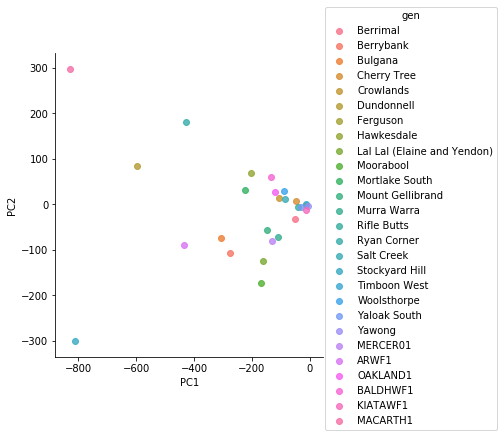 gen
Berrimal
Berrybank
Bulgana
Cherry Tree
Crowlands
Dundonnell
Ferguson
Hawkesdale
Lal Lal (Elaine and Yendon)
Moorabool
Mortlake South
Mount Gellibrand
Murra Warra
Rifle Butts
Ryan Corner
Salt Creek
Stockyard Hill
Timboon West
Woolsthorpe
Yaloak South
Yawong
MERCER01
ARWF1
OAKLAND1
BALDHWF1
KIATAWF1
MACARTH1
PC2
300
200
100
0
−100
−200
−300
−800
−600
−400
−200
0
PC1